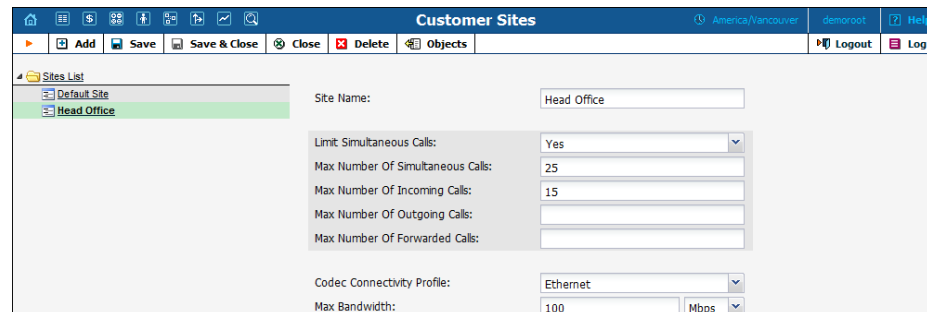 Customer Sites America/Vancouver demoroot Help
Add Save Save & Close Close Delete Objects Logout Log
Sites List
Default Site
Head Office
Site Name: Head Office
Limit Simultaneous Calls: Yes
Max Number Of Simultaneous Calls: 25
Max Number Of Incoming Calls: 15
Max Number Of Outgoing Calls:
Max Number Of Forwarded Calls:
Codec Connectivity Profile: Ethernet
Max Bandwidth: 100 Mbps